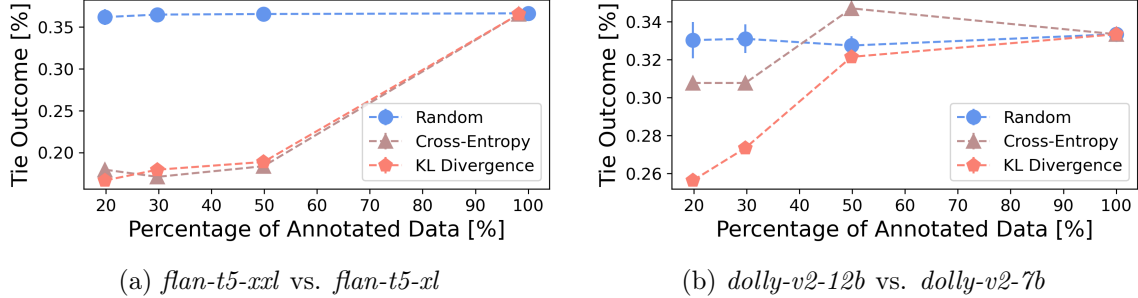 Tie Outcome [%]
0.35
0.30
0.25
0.20
Random
Cross-Entropy
KL Divergence
20 30 40 50 60 70 80 90 100
Percentage of Annotated Data [%]
(a) flan-t5-xxl vs. flan-t5-xl
Tie Outcome [%]
0.34
0.32
0.30
0.28
0.26
Random
Cross-Entropy
KL Divergence
20 30 40 50 60 70 80 90 100
Percentage of Annotated Data [%]
(b) dolly-v2-12b vs. dolly-v2-7b